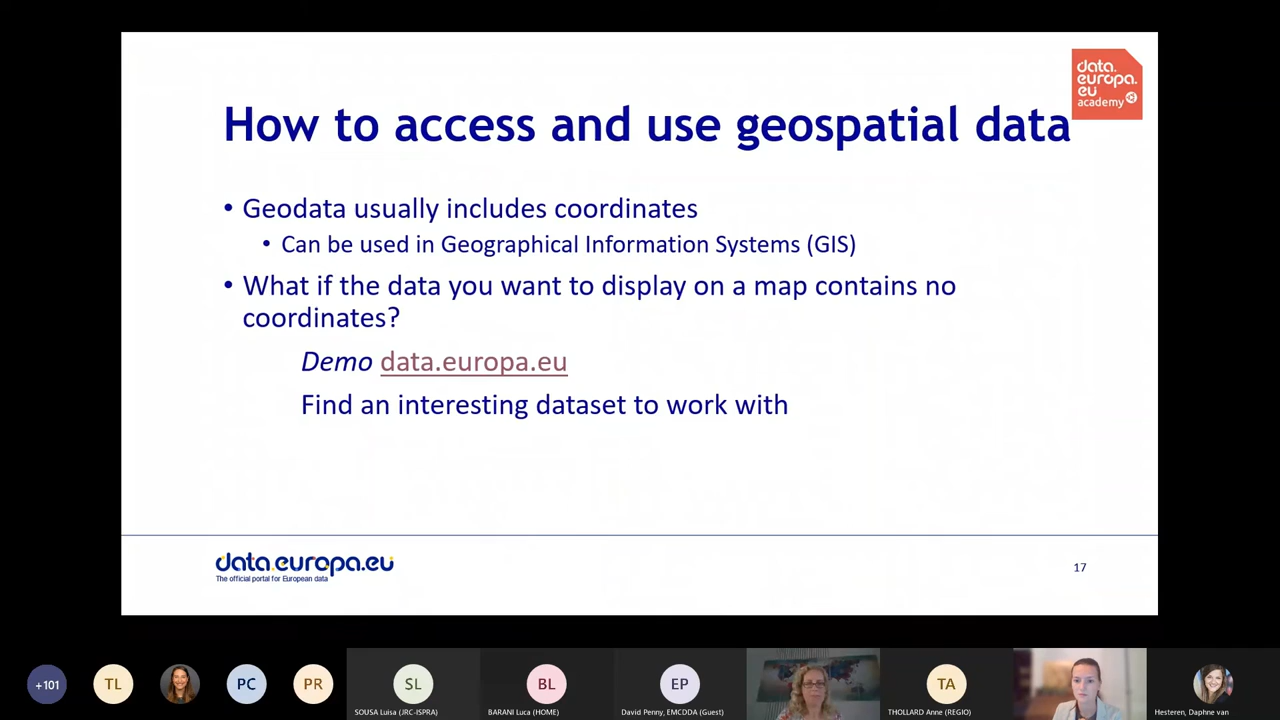 data.
europa.
eu
academy
How to access and use geospatial data
• Geodata usually includes coordinates
• Can be used in Geographical Information Systems (GIS)
• What if the data you want to display on a map contains no
coordinates?
Demo data.europa.eu
Find an interesting dataset to work with
data.europa.eu
The official portal for European data
17
+101
TL
PC
PR
SL
BL
EP
TA
SOUSA Luisa (JRC-ISPRA)
BARANI Luca (HOME)
David Penny, EMCDDA (Guest)
THOLLARD Anne (REGIO)
Hesteren, Daphne van